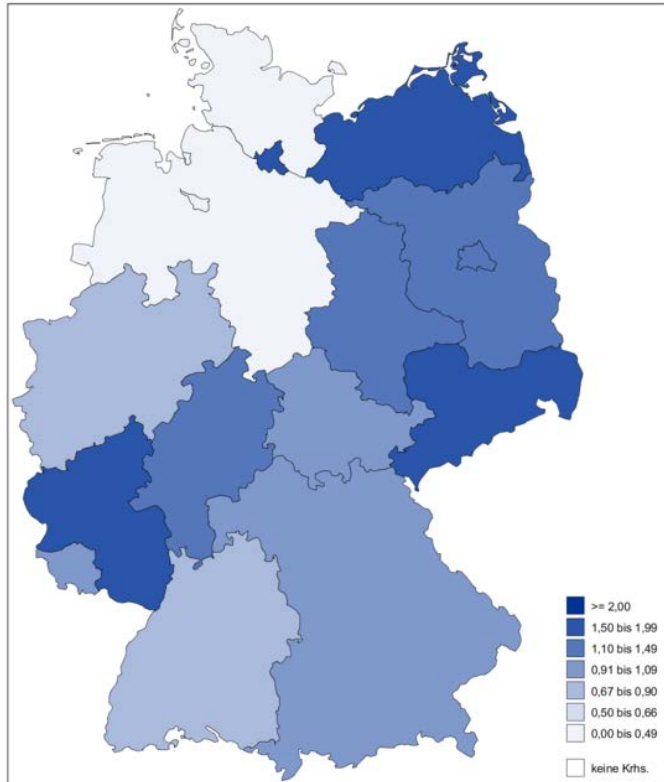 >= 2,00
1,50 bis 1,99
1,10 bis 1,49
0,91 bis 1,09
0,67 bis 0,90
0,50 bis 0,66
0,00 bis 0,49
keine Krhs.